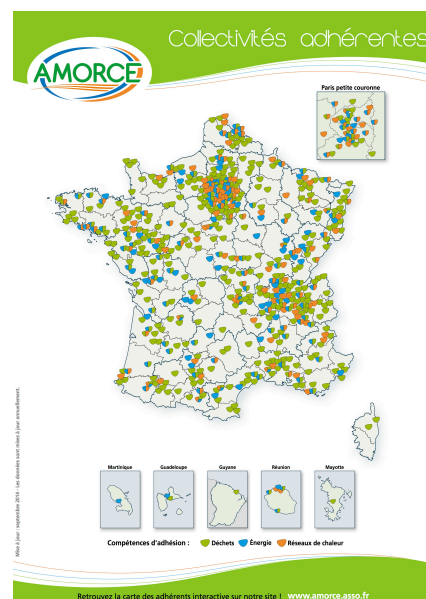 Collectivités adhérentes
AMORCE
Paris petite couronne
Mise à jour : septembre 2014 - Les données sont mises à jour annuellement.
Martinique
Guadeloupe
Guyane
Réunion
Mayotte
Compétences d'adhésion : Déchets Énergie Réseaux de chaleur
Retrouvez la carte des adhérents interactive sur notre site ! www.amorce.asso.fr